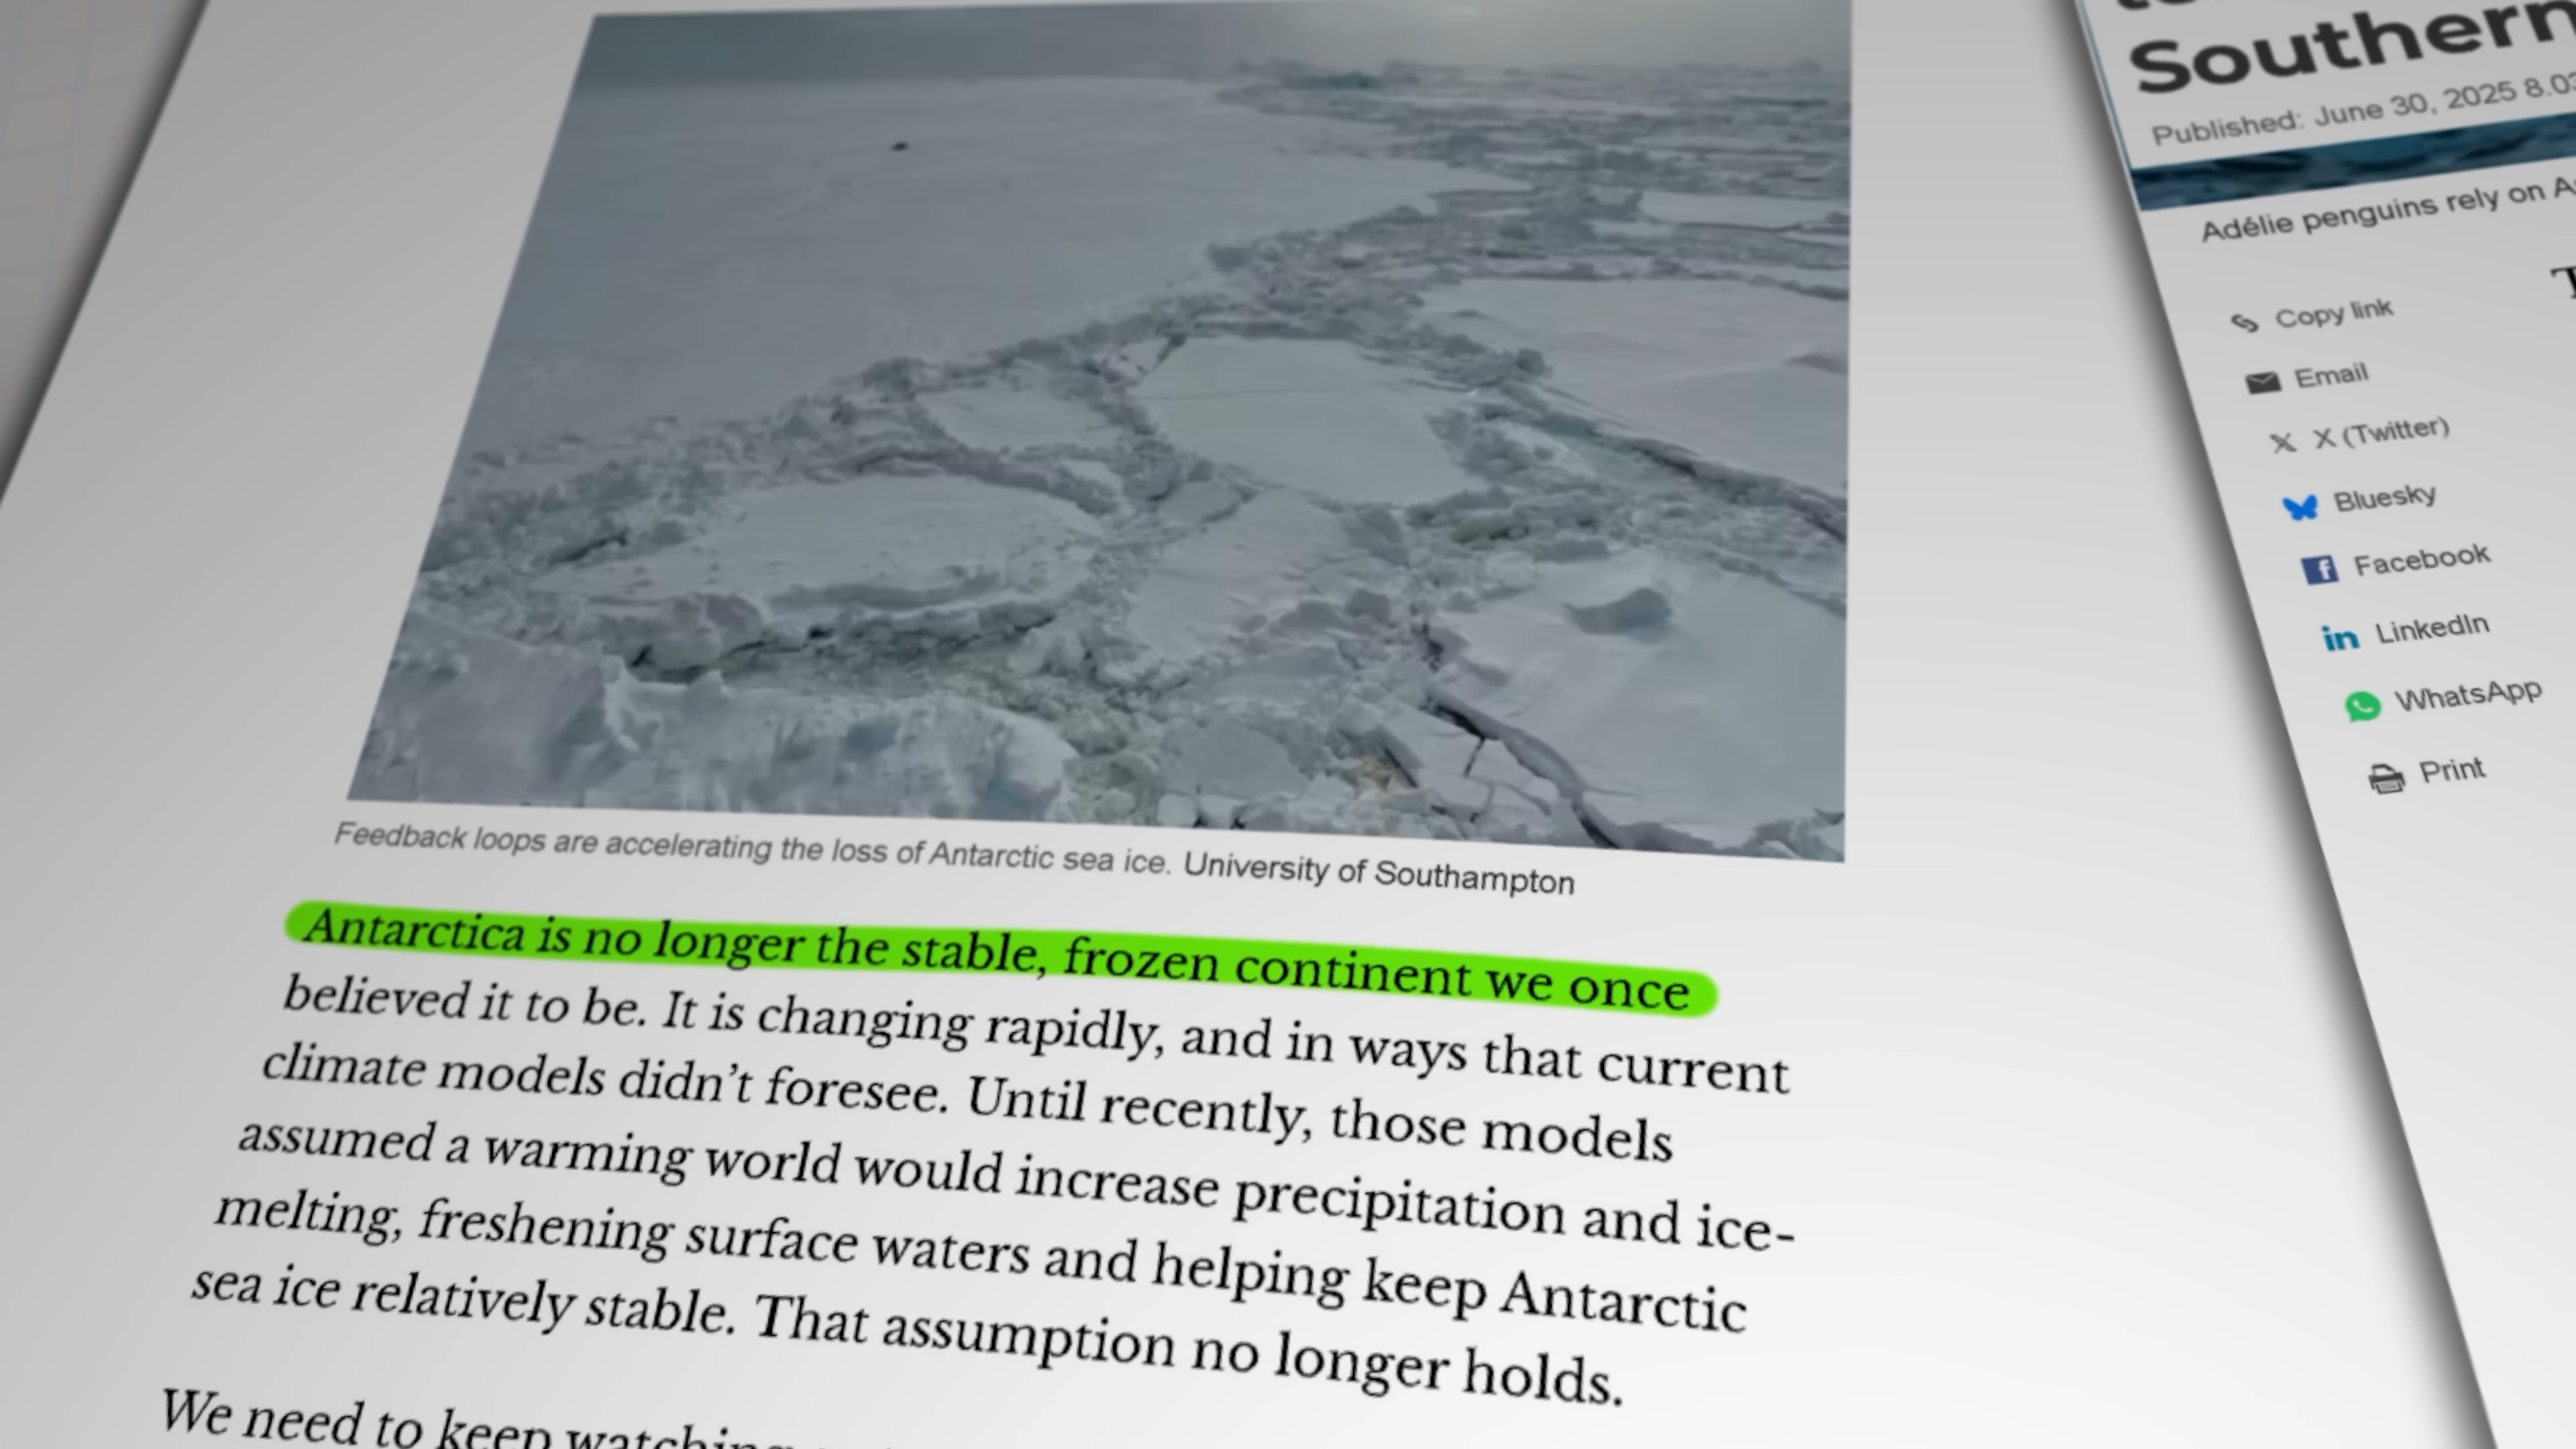 Feedback loops are accelerating the loss of Antarctic sea ice. University of Southampton
Antarctica is no longer the stable, frozen continent we once
believed it to be. It is changing rapidly, and in ways that current
climate models didn’t foresee. Until recently, those models
assumed a warming world would increase precipitation and ice-
melting, freshening surface waters and helping keep Antarctic
sea ice relatively stable. That assumption no longer holds.
We need to keep watching
Southern
Published: June 30, 2025 8.03
Adélie penguins rely on
Copy link
Email
X (Twitter)
Bluesky
Facebook
LinkedIn
WhatsApp
Print